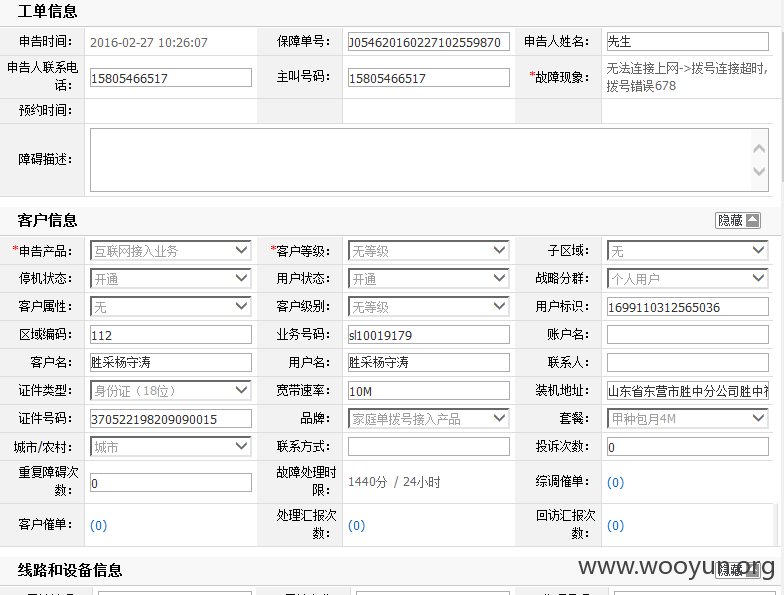 工单信息
申告时间: 2016-02-27 10:26:07 保障单号: J054620160227102559870 申告人姓名: 先生
申告人联系电话: 15805466517 主叫号码: 15805466517 *故障现象: 无法连接上网->拨号连接超时,拨号错误678
预约时间:
障碍描述:
客户信息 隐藏
*申告产品: 互联网接入业务 *客户等级: 无等级 子区域: 无
停机状态: 开通 用户状态: 开通 战略分群: 个人用户
客户属性: 无 客户级别: 无等级 用户标识: 1699110312565036
区域编码: 112 业务号码: sl10019179 账户名:
客户名: 胜采杨守涛 用户名: 胜采杨守涛 联系人:
证件类型: 身份证（18位） 宽带速率: 10M 装机地址: 山东省东营市胜中分公司胜中
证件号码: 370522198209090015 品牌: 家庭单拨号接入产品 套餐: 甲种包月4M
城市/农村: 城市 联系方式: 投诉次数: 0
重复障碍次数: 0 故障处理时限: 1440分 / 24小时 综调催单: (0)
客户催单: (0) 处理汇报次数: (0) 回访汇报次数: (0)
线路和设备信息 隐藏
www.wooyun.org